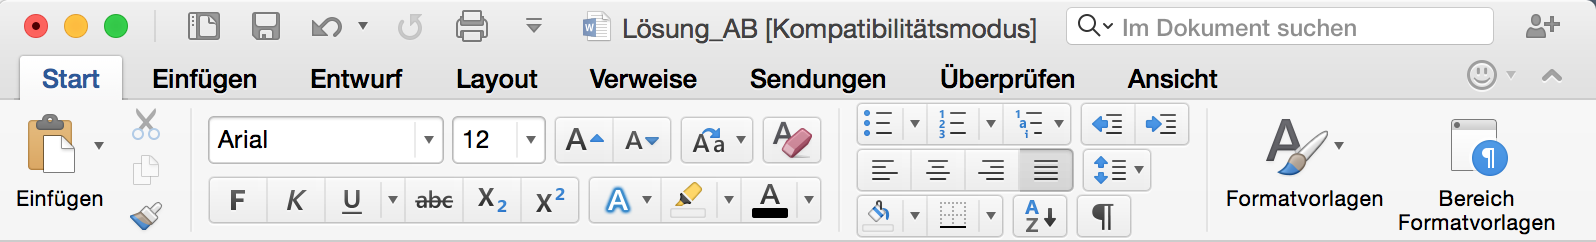 Lösung_AB [Kompatibilitätsmodus]
Im Dokument suchen
Start Einfügen Entwurf Layout Verweise Sendungen Überprüfen Ansicht
Einfügen
Arial 12 A A Aa A
F K U abc X₂ X² A A
Formatvorlagen
Bereich
Formatvorlagen